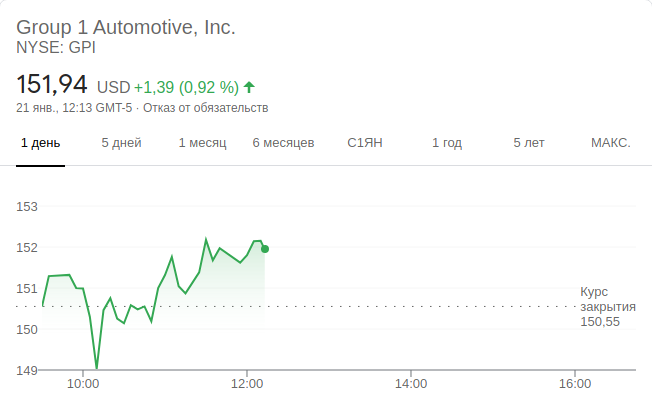 Group 1 Automotive, Inc.
NYSE: GPI
151,94 USD +1,39 (0,92 %)
21 янв., 12:13 GMT-5 · Отказ от обязательств
1 день 5 дней 1 месяц 6 месяцев С1ЯН 1 год 5 лет МАКС.
153
152
151
150
149
Курс
закрытия
150,55
10:00 12:00 14:00 16:00